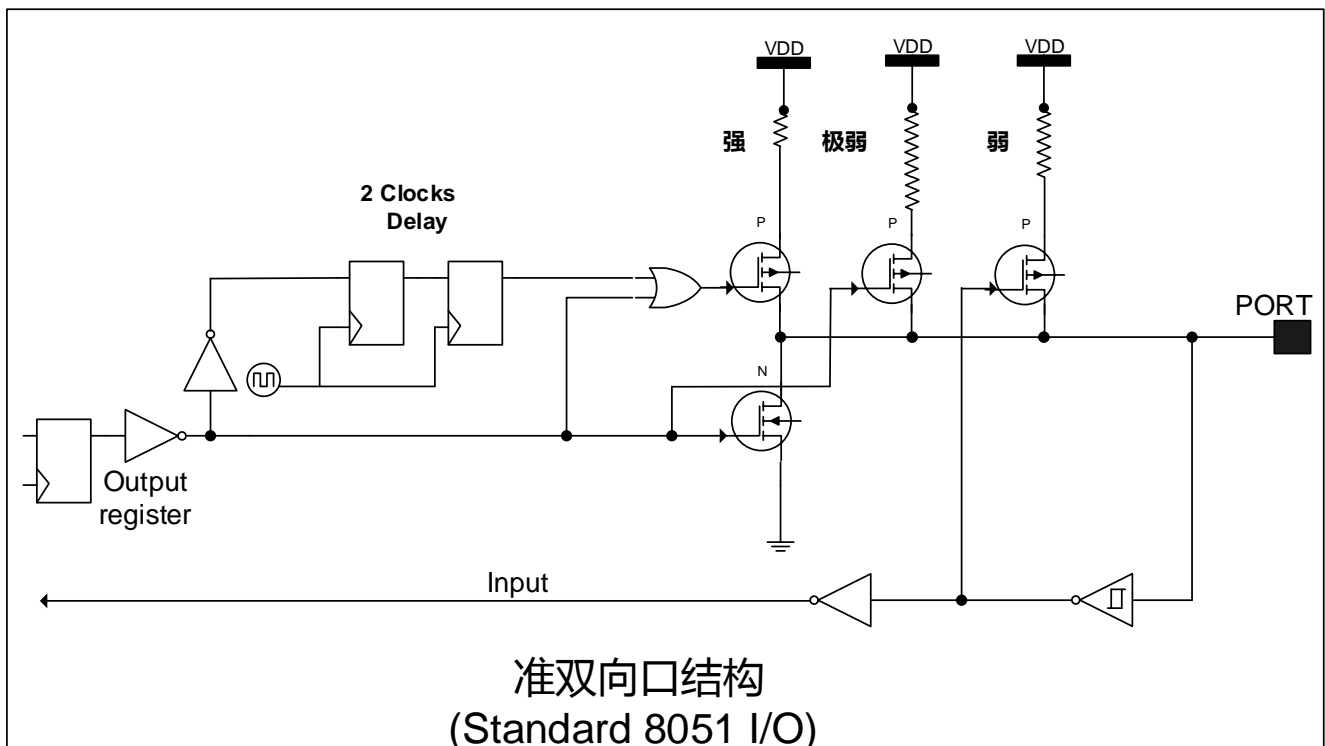 VDD
VDD
VDD
强
极弱
弱
2 Clocks
Delay
P
P
P
PORT
N
Output
register
Input
准双向口结构
(Standard 8051 I/O)